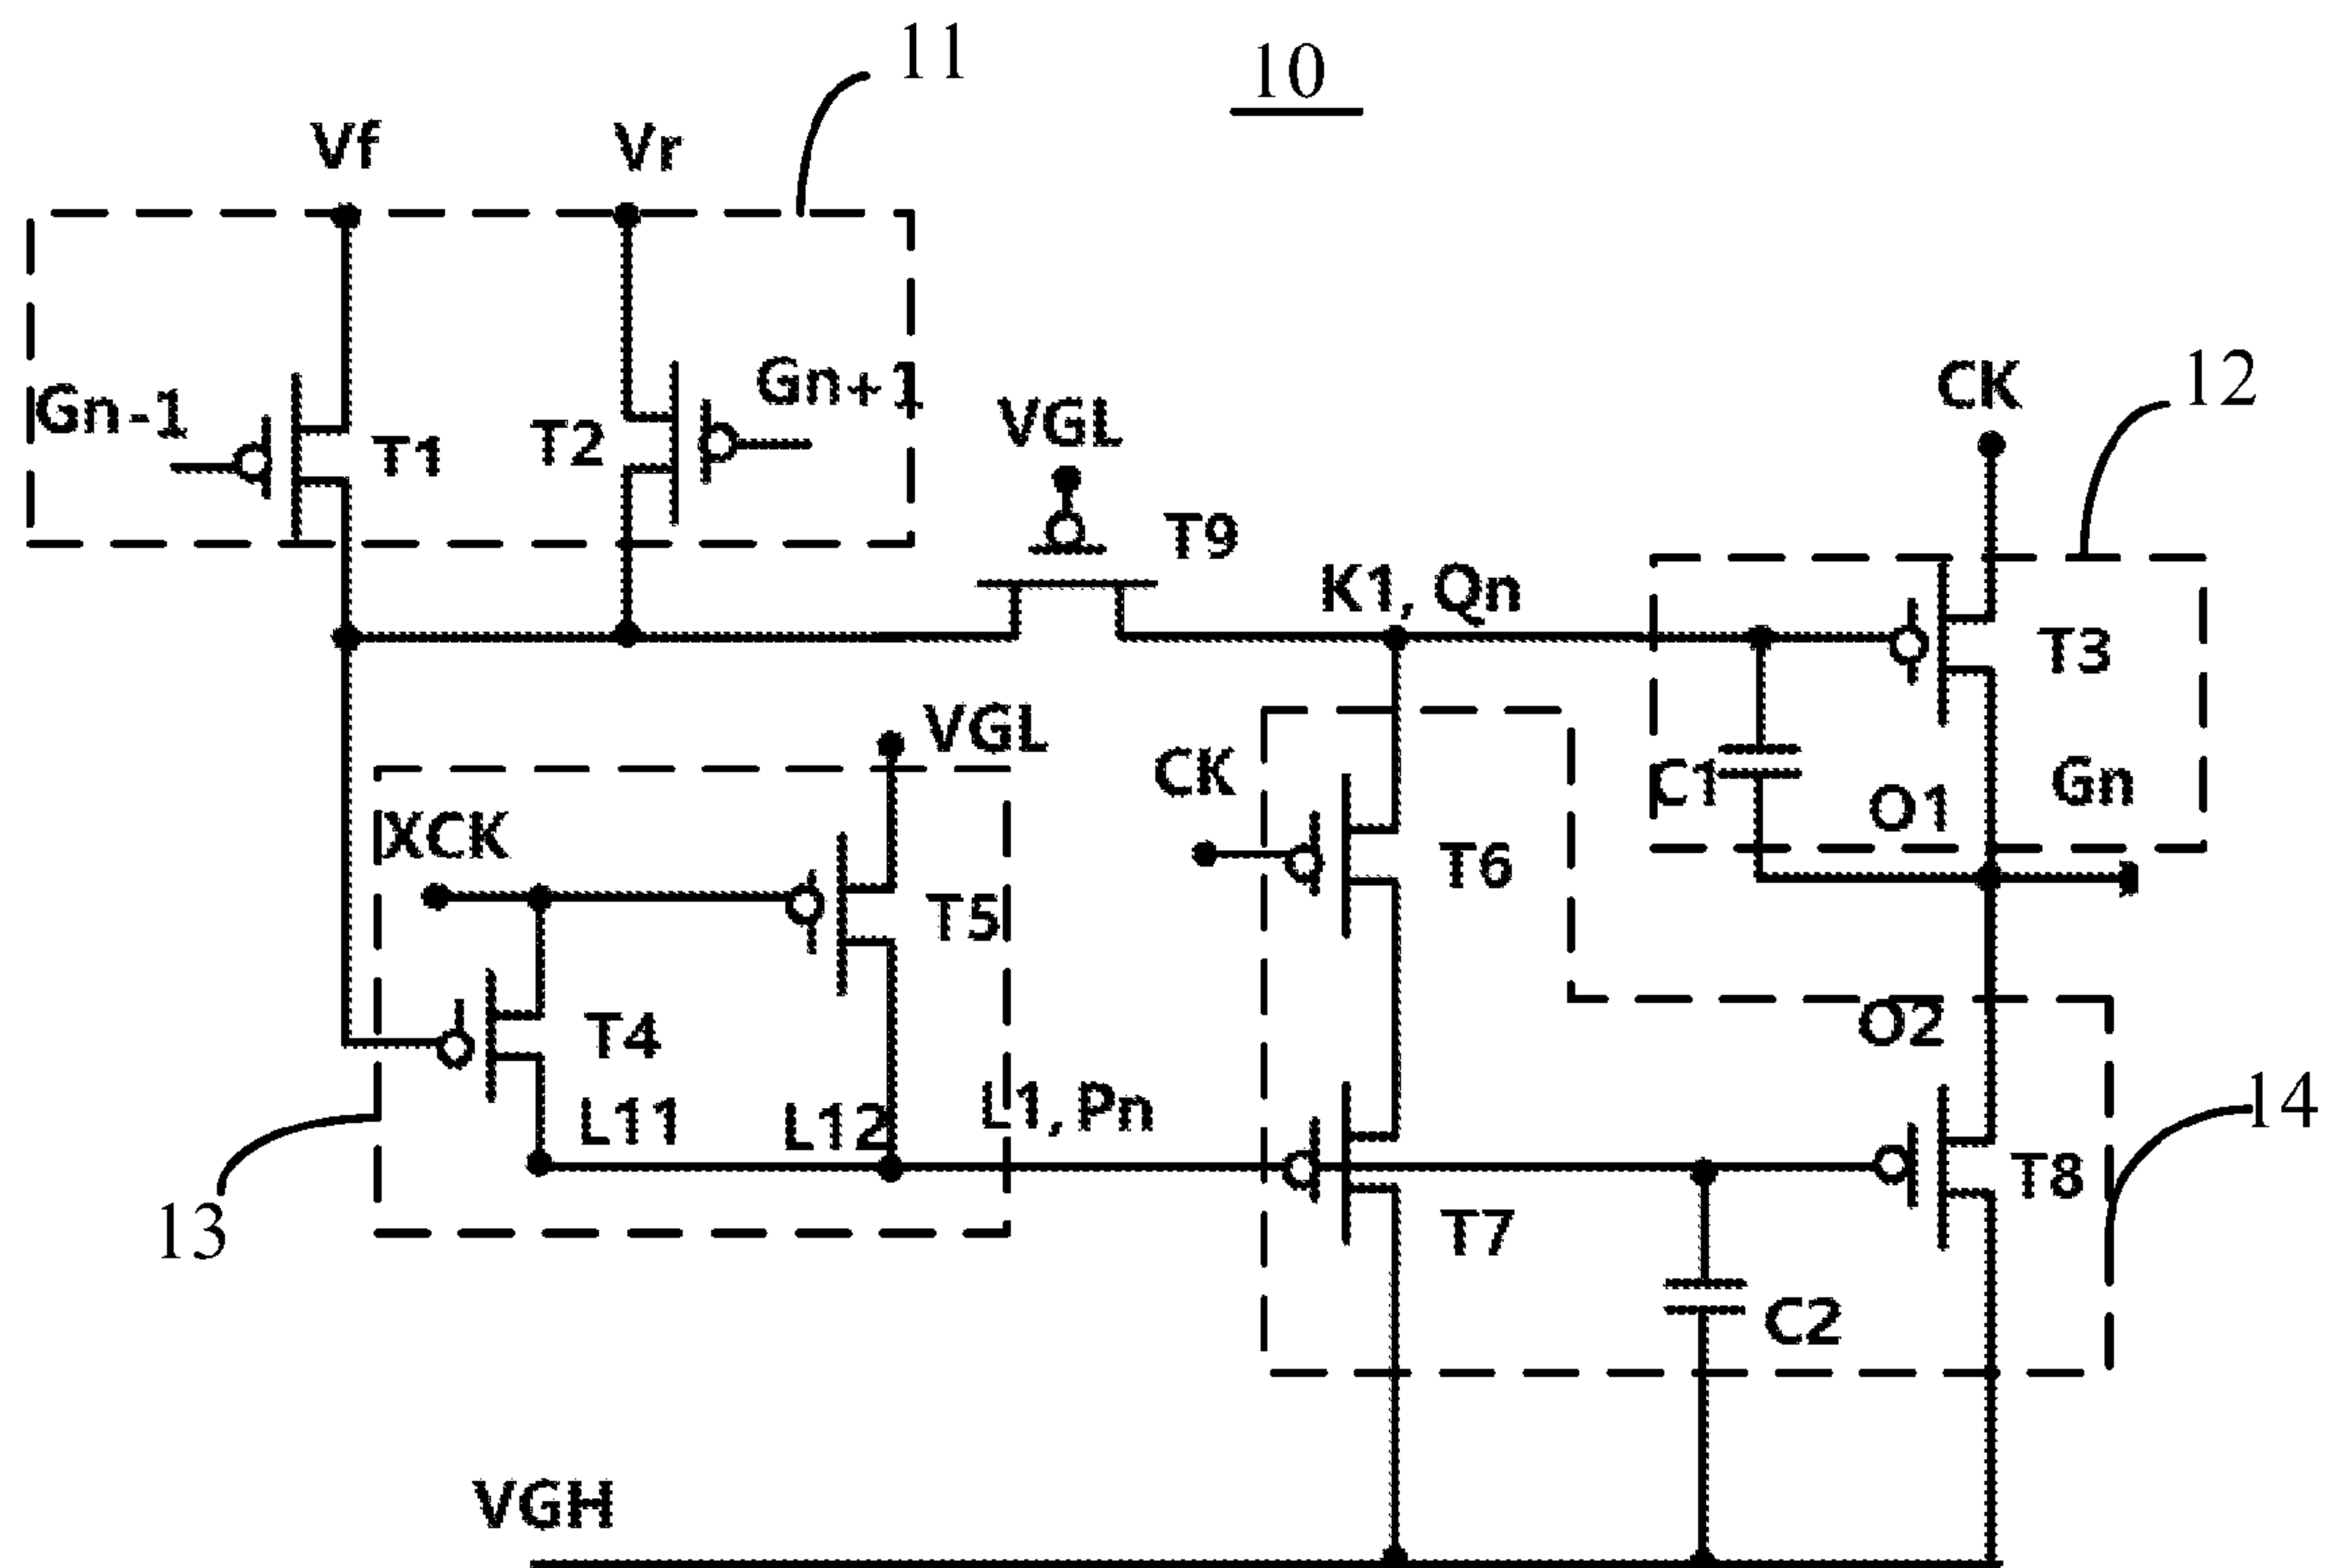 11
10
Vf
Vr
Gn-1
T1
T2
Gn+1
VGL
T9
CK
12
K1, Qn
T3
VGL
CK
C1
O1
Gn
XCK
T5
T6
T4
O2
L11
L12
L1, Pn
14
T8
13
T7
C2
VGH